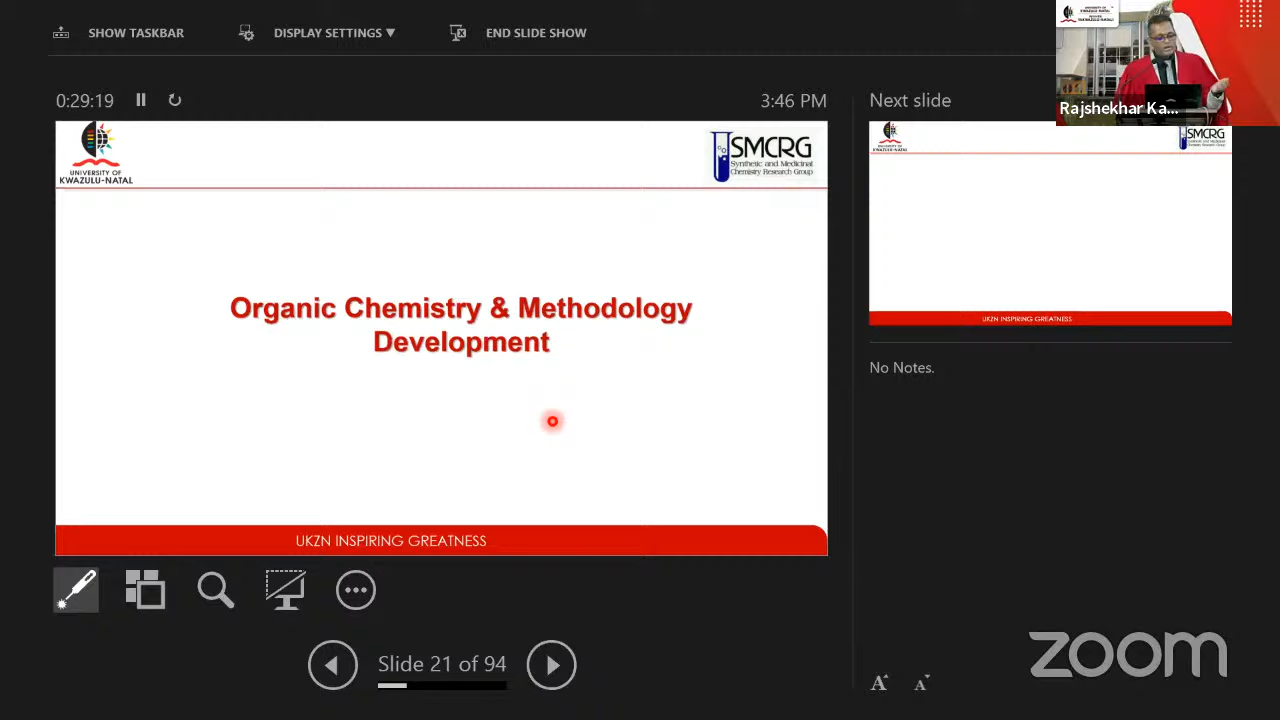 SHOW TASKBAR
DISPLAY SETTINGS ▼
END SLIDE SHOW
0:29:19
3:46 PM
Next slide
Rajshekhar Ka...
UNIVERSITY OF
KWAZULU-NATAL
SMCRG
Synthetic and Medicinal
Chemistry Research Group
Organic Chemistry & Methodology
Development
UKZN INSPIRING GREATNESS
SMCRG
UKZN INSPIRING GREATNESS
No Notes.
Slide 21 of 94
A A
zoom